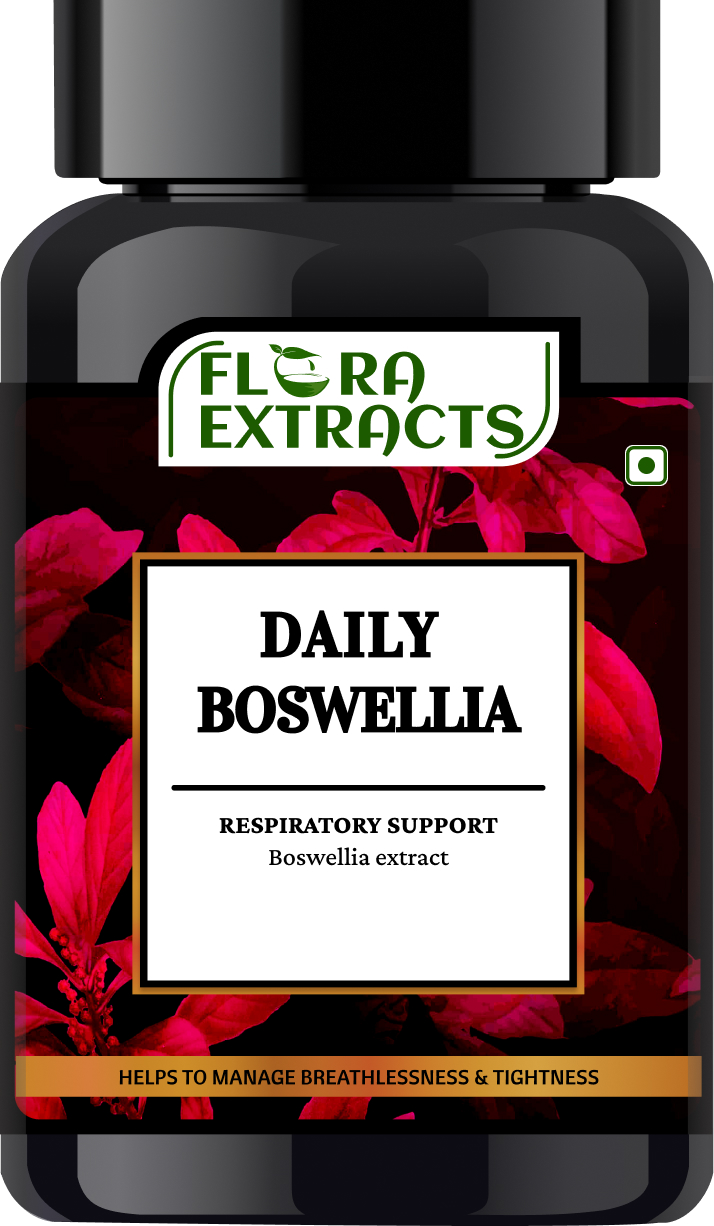 FLORA
EXTRACTS
DAILY
BOSWELLIA
RESPIRATORY SUPPORT
Boswellia extract
HELPS TO MANAGE BREATHLESSNESS & TIGHTNESS